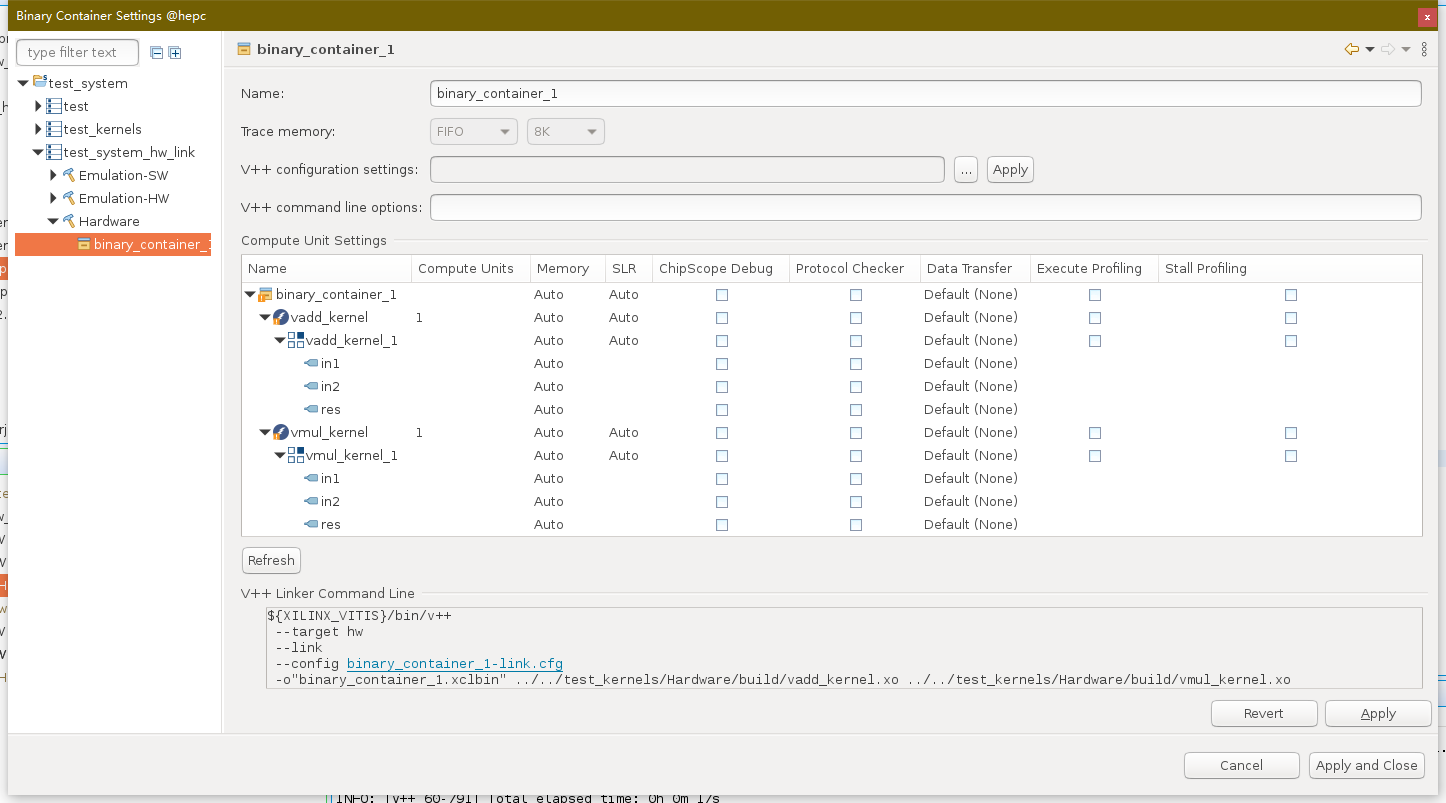 Binary Container Settings @hepc
x
type filter text
test_system
test
test_kernels
test_system_hw_link
Emulation-SW
Emulation-HW
Hardware
binary_container_1
binary_container_1
Name: binary_container_1
Trace memory: FIFO 8K
V++ configuration settings: ... Apply
V++ command line options:
Compute Unit Settings
Name Compute Units Memory SLR ChipScope Debug Protocol Checker Data Transfer Execute Profiling Stall Profiling
binary_container_1 Auto Auto Default (None)
vadd_kernel 1 Auto Auto Default (None)
vadd_kernel_1 Auto Auto Default (None)
in1 Auto Default (None)
in2 Auto Default (None)
res Auto Default (None)
vmul_kernel 1 Auto Auto Default (None)
vmul_kernel_1 Auto Auto Default (None)
in1 Auto Default (None)
in2 Auto Default (None)
res Auto Default (None)
Refresh
V++ Linker Command Line
${XILINX_VITIS}/bin/v++
--target hw
--link
--config binary_container_1-link.cfg
-o"binary_container_1.xclbin" ../../test_kernels/Hardware/build/vadd_kernel.xo ../../test_kernels/Hardware/build/vmul_kernel.xo
Revert Apply
Cancel Apply and Close
INFO: [v++ 60-791] Total elapsed time: 0h 0m 17s